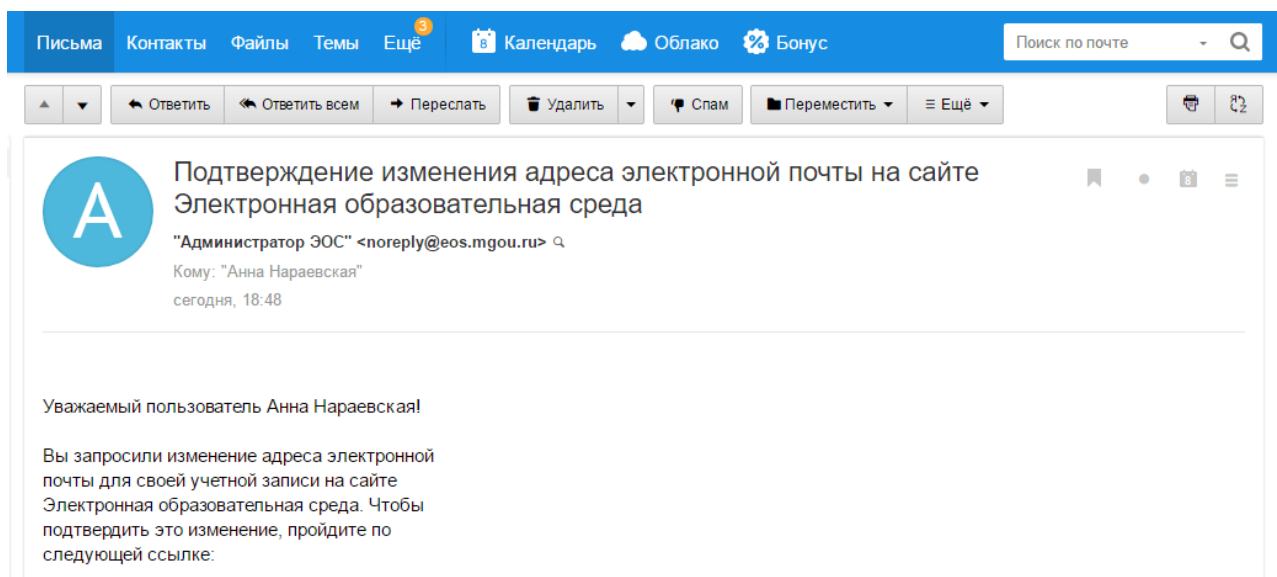 Письма Контакты Файлы Темы Ещё 3 8 Календарь Облако % Бонус Поиск по почте
Ответить Ответить всем Переслать Удалить Спам Переместить Ещё
А Подтверждение изменения адреса электронной почты на сайте
Электронная образовательная среда
"Администратор ЭОС" <noreply@eos.mgou.ru>
Кому: "Анна Нараевская"
сегодня, 18:48
8
Уважаемый пользователь Анна Нараевская!
Вы запросили изменение адреса электронной
почты для своей учетной записи на сайте
Электронная образовательная среда. Чтобы
подтвердить это изменение, пройдите по
следующей ссылке: